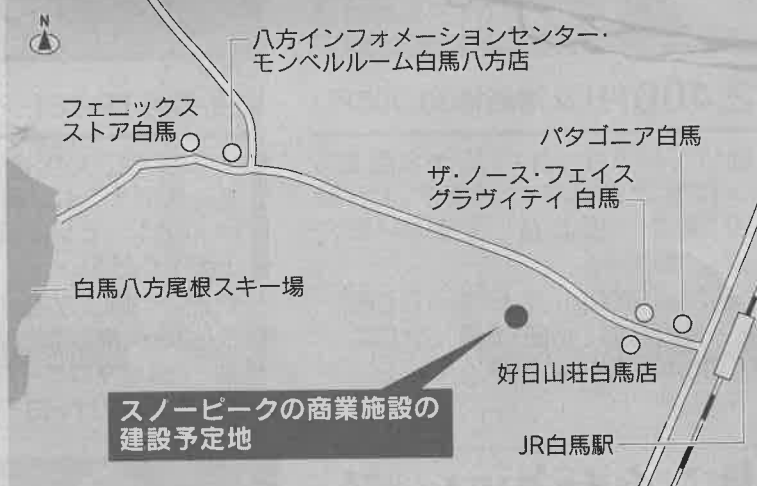 N
八方インフォメーションセンター・
モンベルルーム白馬八方店
フェニックス
ストア白馬
パタゴニア白馬
ザ・ノース・フェイス
グラヴィティ 白馬
白馬八方尾根スキー場
好日山荘白馬店
スノーピークの商業施設の
建設予定地
JR白馬駅